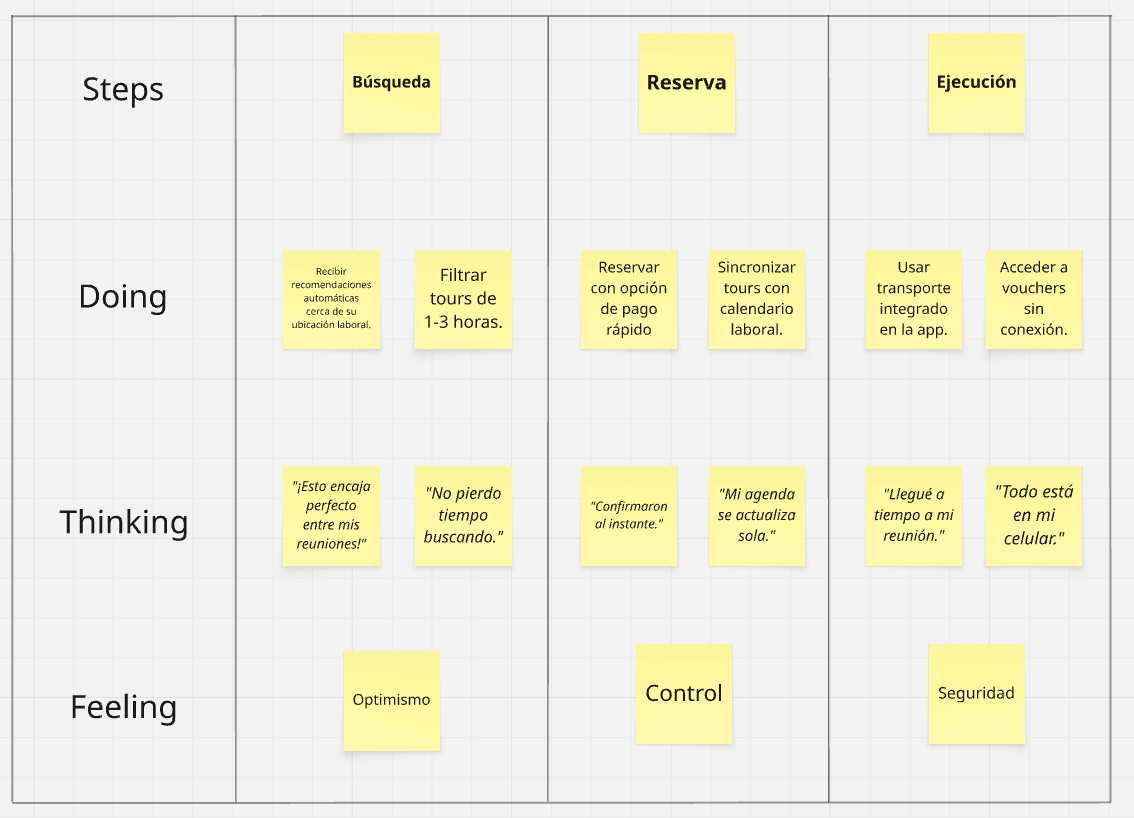 Steps
Búsqueda
Reserva
Ejecución
Doing
Recibir
recomendaciones
automáticas
cerca de su
ubicación laboral.
Filtrar
tours de
1-3 horas.
Reservar
con opción
de pago
rápido
Sincronizar
tours con
calendario
laboral.
Usar
transporte
integrado
en la app.
Acceder a
vouchers
sin
conexión.
Thinking
"¡Esto encaja
perfecto
entre mis
reuniones!"
"No pierdo
tiempo
buscando."
"Confirmaron
al instante."
"Mi agenda
se actualiza
sola."
"Llegué a
tiempo a mi
reunión."
"Todo está
en mi
celular."
Feeling
Optimismo
Control
Seguridad